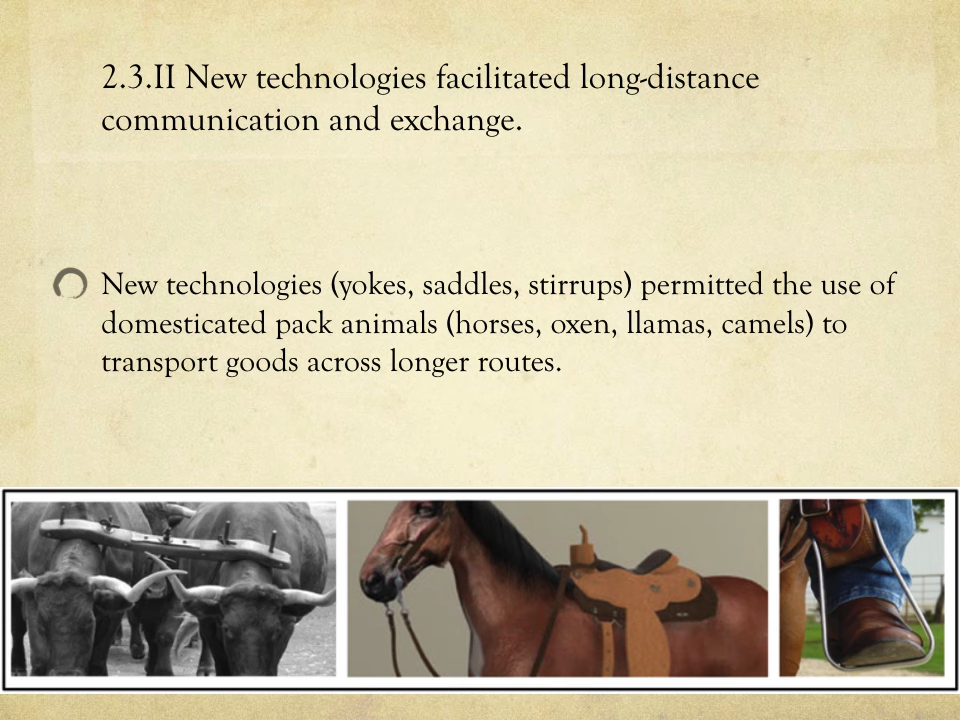 2.3.II New technologies facilitated long-distance
communication and exchange.
New technologies (yokes, saddles, stirrups) permitted the use of
domesticated pack animals (horses, oxen, llamas, camels) to
transport goods across longer routes.